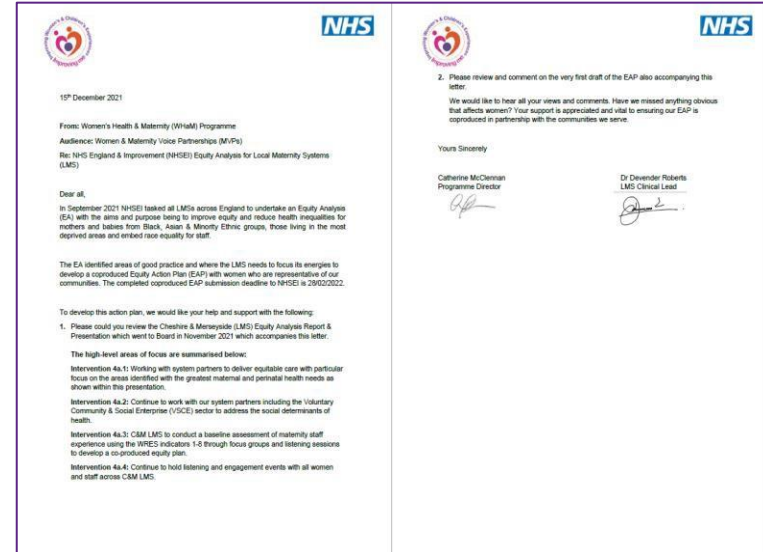 NHS
Improving Women's & Children's Experiences
Improving me
15th December 2021
From: Women's Health & Maternity (WHaM) Programme
Audience: Women & Maternity Voice Partnerships (MVPs)
Re: NHS England & Improvement (NHSEI) Equity Analysis for Local Maternity Systems
(LMS)
Dear all,
In September 2021 NHSEI tasked all LMSs across England to undertake an Equity Analysis
(EA) with the aims and purpose being to improve equity and reduce health inequalities for
mothers and babies from Black, Asian & Minority Ethnic groups, those living in the most
deprived areas and embed race equality for staff.
The EA identified areas of good practice and where the LMS needs to focus its energies to
develop a coproduced Equity Action Plan (EAP) with women who are representative of our
communities. The completed coproduced EAP submission deadline to NHSEI is 28/02/2022.
To develop this action plan, we would like your help and support with the following:
1. Please could you review the Cheshire & Merseyside (LMS) Equity Analysis Report &
Presentation which went to Board in November 2021 which accompanies this letter.
The high-level areas of focus are summarised below:
Intervention 4a.1: Working with system partners to deliver equitable care with particular
focus on the areas identified with the greatest maternal and perinatal health needs as
shown within this presentation.
Intervention 4a.2: Continue to work with our system partners including the Voluntary
Community & Social Enterprise (VSCE) sector to address the social determinants of
health.
Intervention 4a.3: C&M LMS to conduct a baseline assessment of maternity staff
experience using the WRES indicators 1-8 through focus groups and listening sessions
to develop a co-produced equity plan.
Intervention 4a.4: Continue to hold listening and engagement events with all women
and staff across C&M LMS.
NHS
Improving me
2. Please review and comment on the very first draft of the EAP also accompanying this
letter.
We would like to hear all your views and comments. Have we missed anything obvious
that affects women? Your support is appreciated and vital to ensuring our EAP is
coproduced in partnership with the communities we serve.
Yours Sincerely
Catherine McClennan
Programme Director
Dr Devender Roberts
LMS Clinical Lead